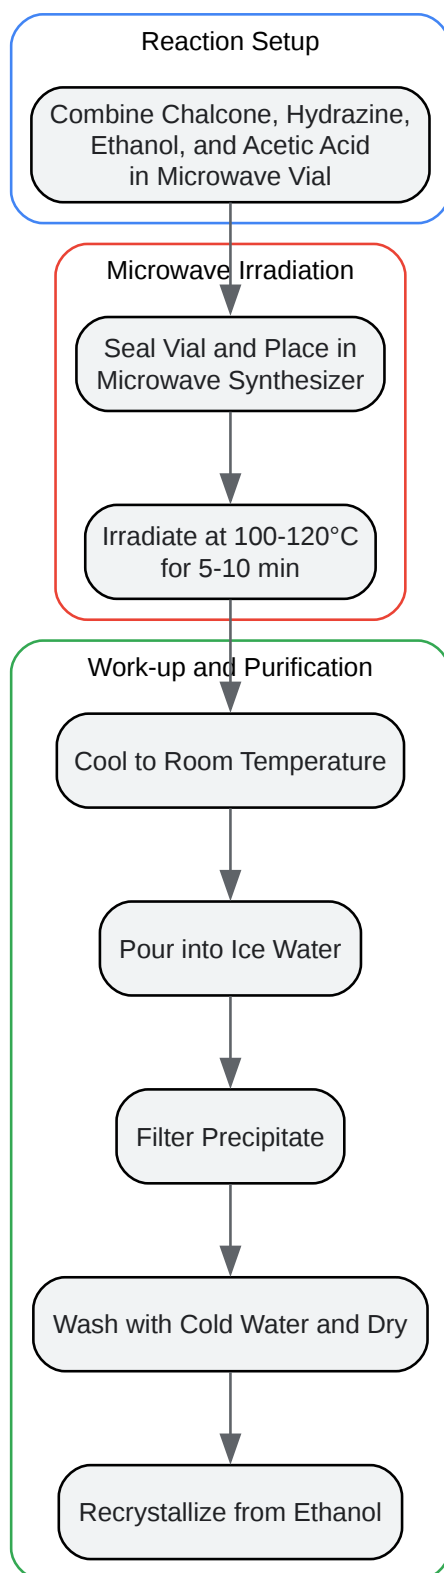 Reaction Setup
Combine Chalcone, Hydrazine,
Ethanol, and Acetic Acid
in Microwave Vial
Microwave Irradiation
Seal Vial and Place in
Microwave Synthesizer
Irradiate at 100-120°C
for 5-10 min
Work-up and Purification
Cool to Room Temperature
Pour into Ice Water
Filter Precipitate
Wash with Cold Water and Dry
Recrystallize from Ethanol